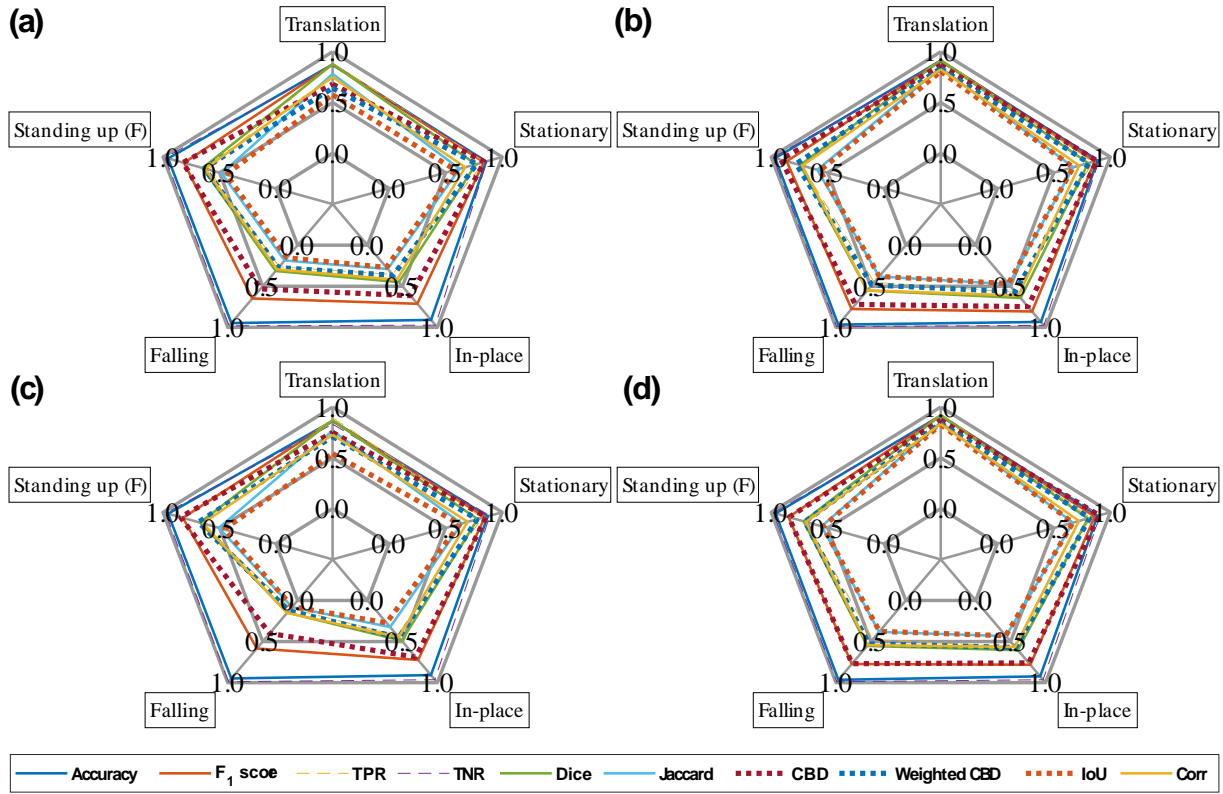 (a)
Translation
1.0
0.5
0.0
Standing up (F)
1.0
0.5
0.0
Stationary
1.0
0.5
0.0
Falling
1.0
0.5
0.0
In-place
1.0
0.5
0.0
(b)
Translation
1.0
0.5
0.0
Standing up (F)
1.0
0.5
0.0
Stationary
1.0
0.5
0.0
Falling
1.0
0.5
0.0
In-place
1.0
0.5
0.0
(c)
Translation
1.0
0.5
0.0
Standing up (F)
1.0
0.5
0.0
Stationary
1.0
0.5
0.0
Falling
1.0
0.5
0.0
In-place
1.0
0.5
0.0
(d)
Translation
1.0
0.5
0.0
Standing up (F)
1.0
0.5
0.0
Stationary
1.0
0.5
0.0
Falling
1.0
0.5
0.0
In-place
1.0
0.5
0.0
Accuracy F1 score TPR TNR Dice Jaccard CBD Weighted CBD IoU Corr